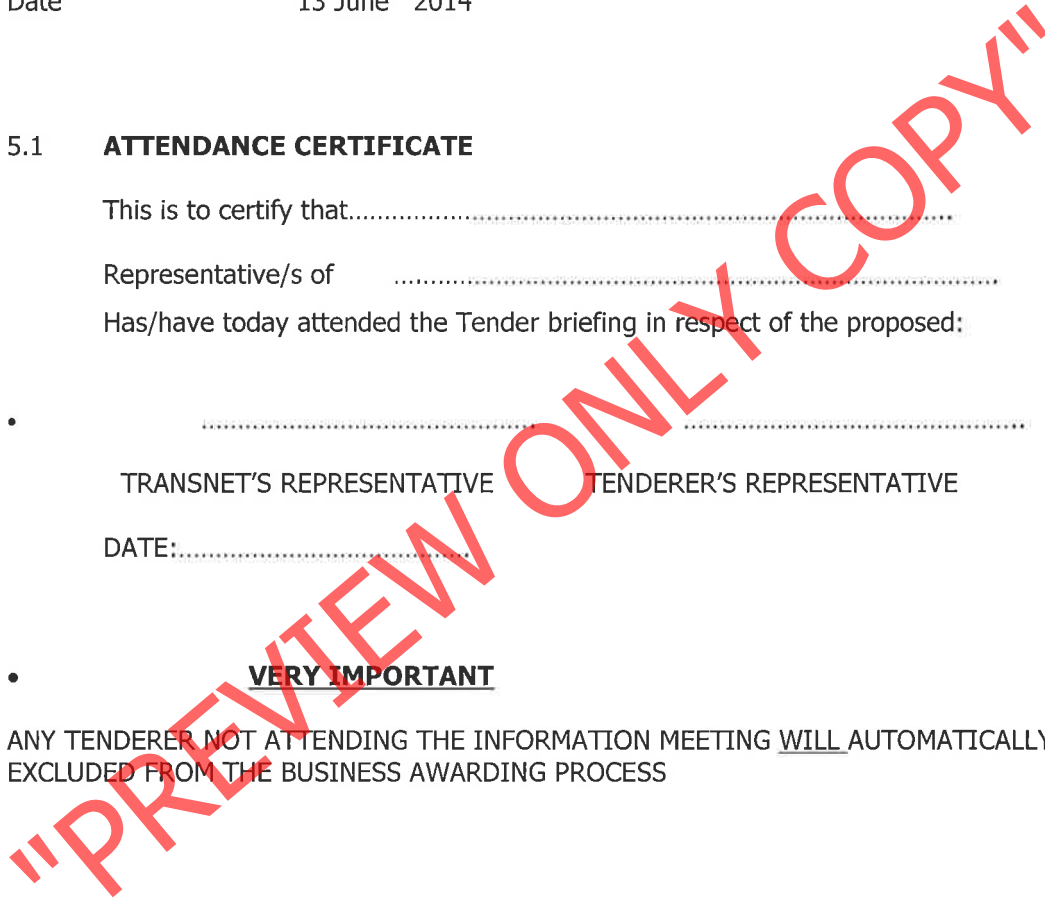 Date 13 June 2014
5.1 ATTENDANCE CERTIFICATE
This is to certify that....................................................................................
Representative/s of ....................................................................................
Has/have today attended the Tender briefing in respect of the proposed:
• .................................................... ....................................................
TRANSNET'S REPRESENTATIVE TENDERER'S REPRESENTATIVE
DATE:.........................................
• VERY IMPORTANT
ANY TENDERER NOT ATTENDING THE INFORMATION MEETING WILL AUTOMATICALLY
EXCLUDED FROM THE BUSINESS AWARDING PROCESS
"PREVIEW ONLY COPY"